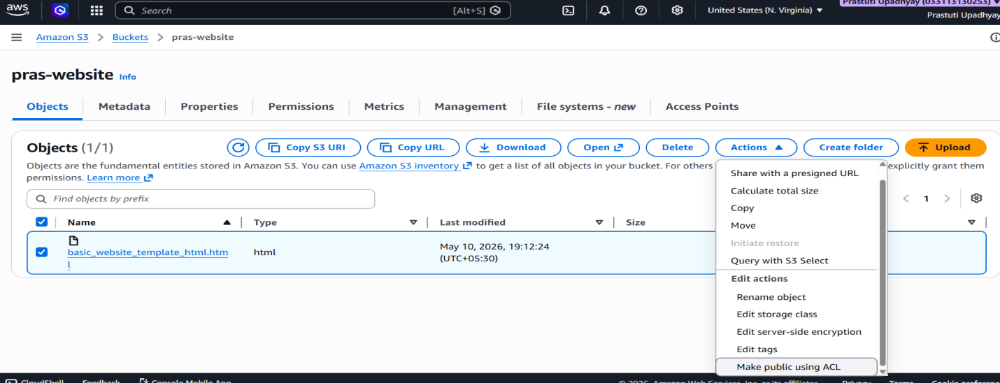 aws
Search
[Alt+S]
United States (N. Virginia)
Prastuti Upadhyay (033113130253)
Prastuti Upadhyay
Amazon S3 > Buckets > pras-website
pras-website Info
Objects Metadata Properties Permissions Metrics Management File systems - new Access Points
Objects (1/1)
Copy S3 URI Copy URL Download Open Delete Actions Create folder Upload
Objects are the fundamental entities stored in Amazon S3. You can use Amazon S3 inventory to get a list of all objects in your bucket. For others explicitly grant them
permissions. Learn more
Find objects by prefix
1
Name Type Last modified Size
basic_website_template_html.htm
l
html
May 10, 2026, 19:12:24
(UTC+05:30)
Share with a presigned URL
Calculate total size
Copy
Move
Initiate restore
Query with S3 Select
Edit actions
Rename object
Edit storage class
Edit server-side encryption
Edit tags
Make public using ACL
CloudShell Feedback Console Mobile App © 2026, Amazon Web Services, Inc. or its affiliates. Privacy Terms Cookie preferenc